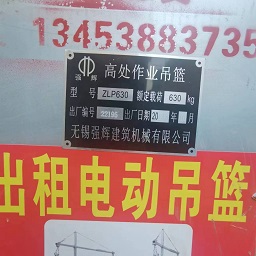 13453883735
强辉
高处作业吊篮
型号 ZLP630 额定载荷 630 kg
出厂编号 22195 出厂日期 20 年 月
无锡强辉建筑机械有限公司
出租电动吊篮